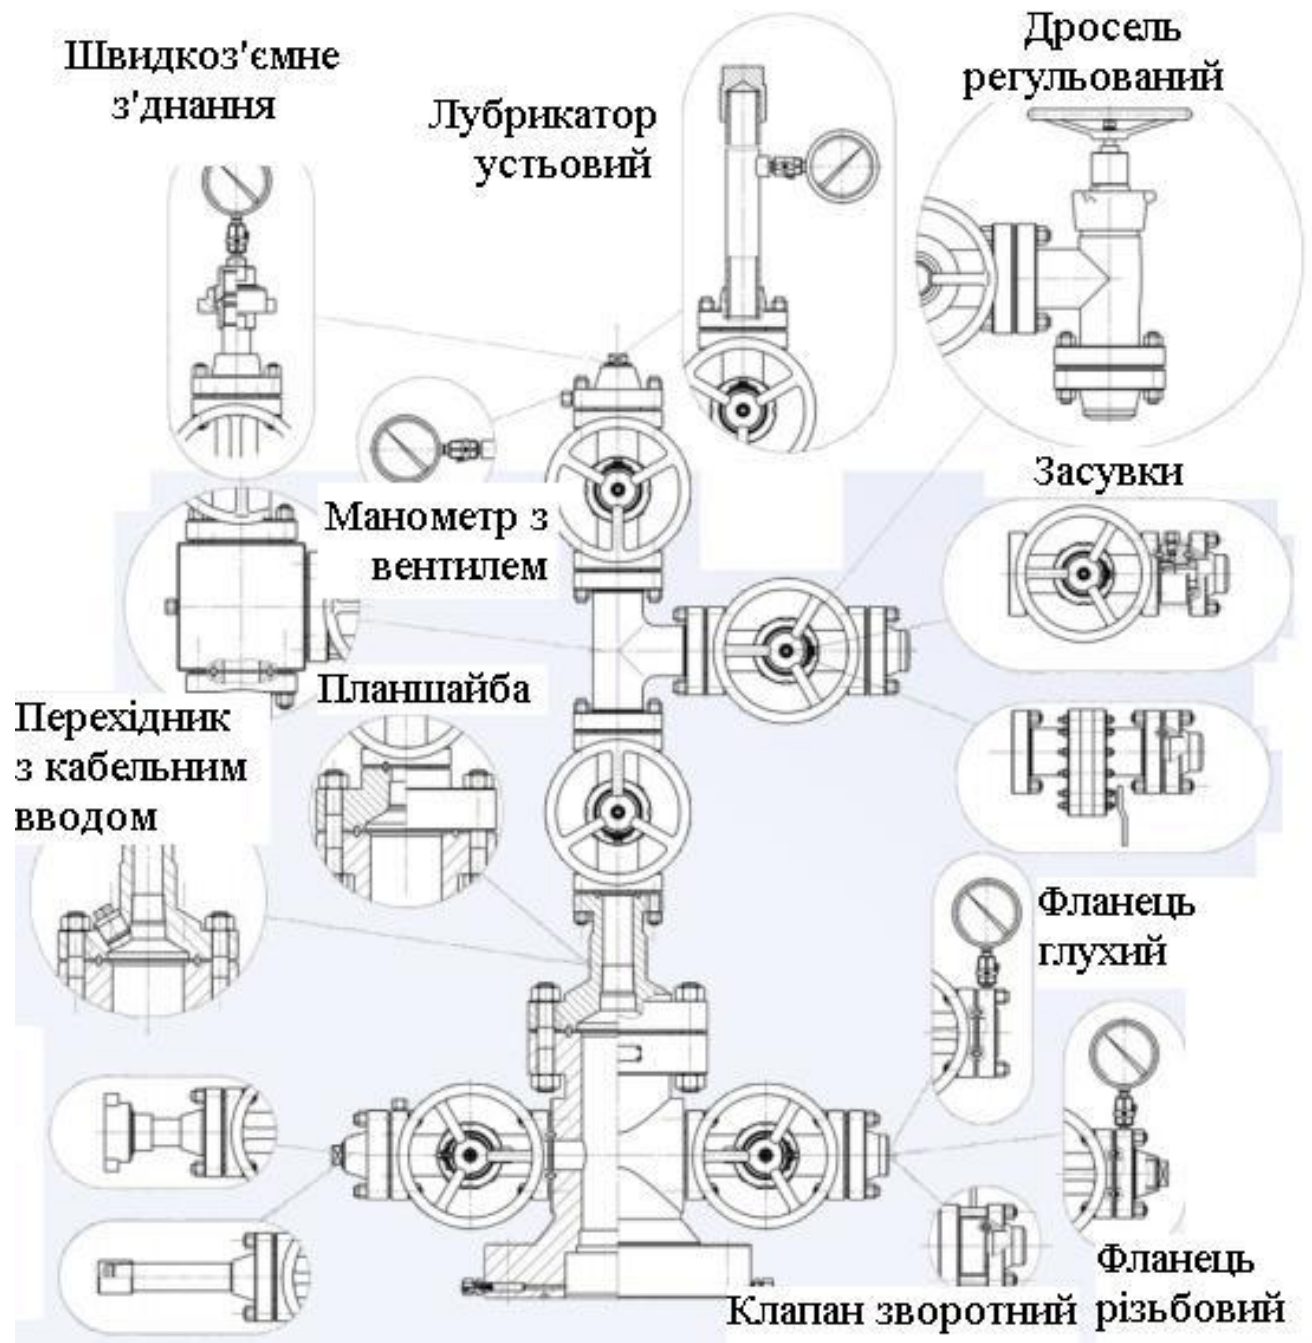 Швидкоз'ємне
з'днання
Лубрикатор
устьовий
Дросель
регульований
Засувки
Манометр з
вентилем
Планшайба
Перехідник
з кабельним
вводом
Фланець
глухий
Фланець
різьбовий
Клапан зворотний